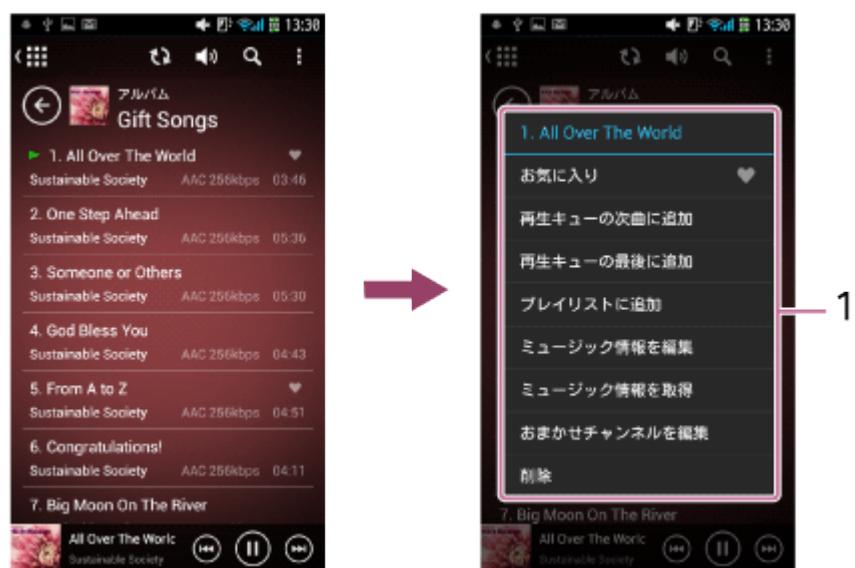 13:30
アルバム
Gift Songs
1. All Over The World
Sustainable Society AAC 256kbps 03:46
2. One Step Ahead
Sustainable Society AAC 256kbps 05:36
3. Someone or Others
Sustainable Society AAC 256kbps 05:30
4. God Bless You
Sustainable Society AAC 256kbps 04:43
5. From A to Z
Sustainable Society AAC 256kbps 04:51
6. Congratulations!
Sustainable Society AAC 256kbps 04:11
7. Big Moon On The River
All Over The Worlc
Sustainable Society
13:30
アルバム
1. All Over The World
お気に入り
再生キューの次曲に追加
再生キューの最後に追加
プレイリストに追加
ミュージック情報を編集
ミュージック情報を取得
おまかせチャンネルを編集
削除
7. Big Moon On The River
All Over The Worlc
Sustainable Society
1